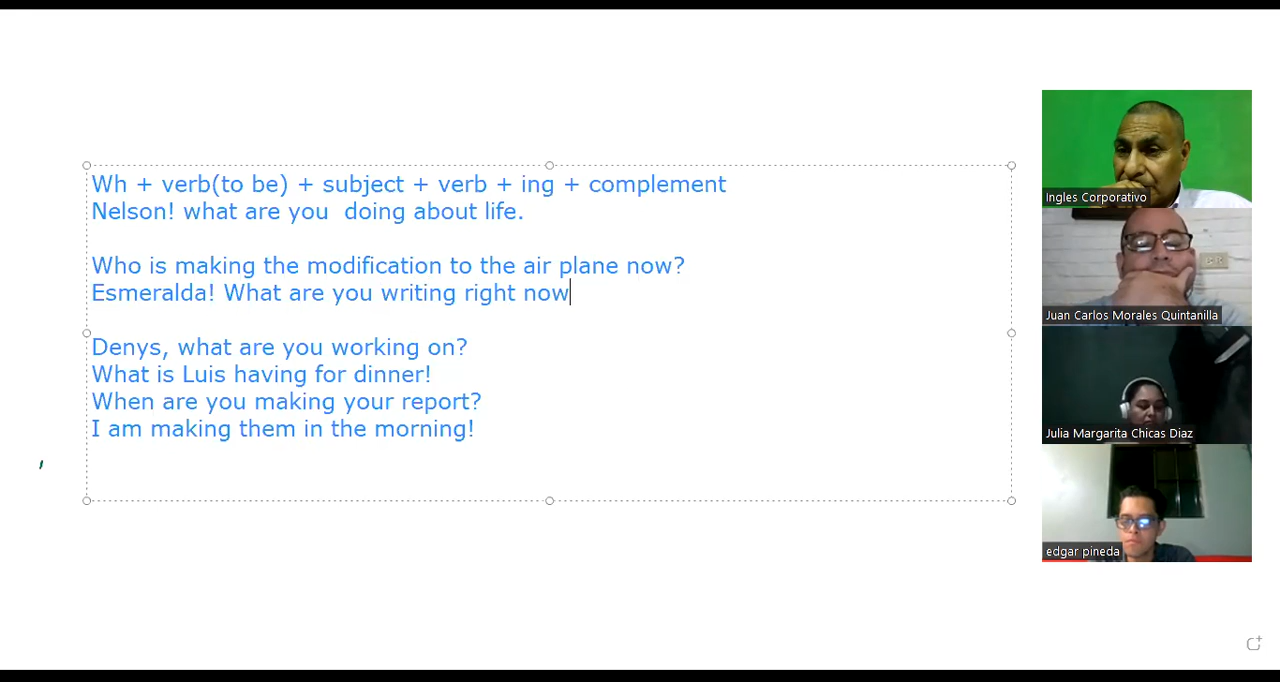 Wh + verb(to be) + subject + verb + ing + complement
Nelson! what are you  doing about life.
Who is making the modification to the air plane now?
Esmeralda! What are you writing right now
Denys, what are you working on?
What is Luis having for dinner!
When are you making your report?
I am making them in the morning!
Ingles Corporativo
Juan Carlos Morales Quintanilla
Julia Margarita Chicas Diaz
edgar pineda